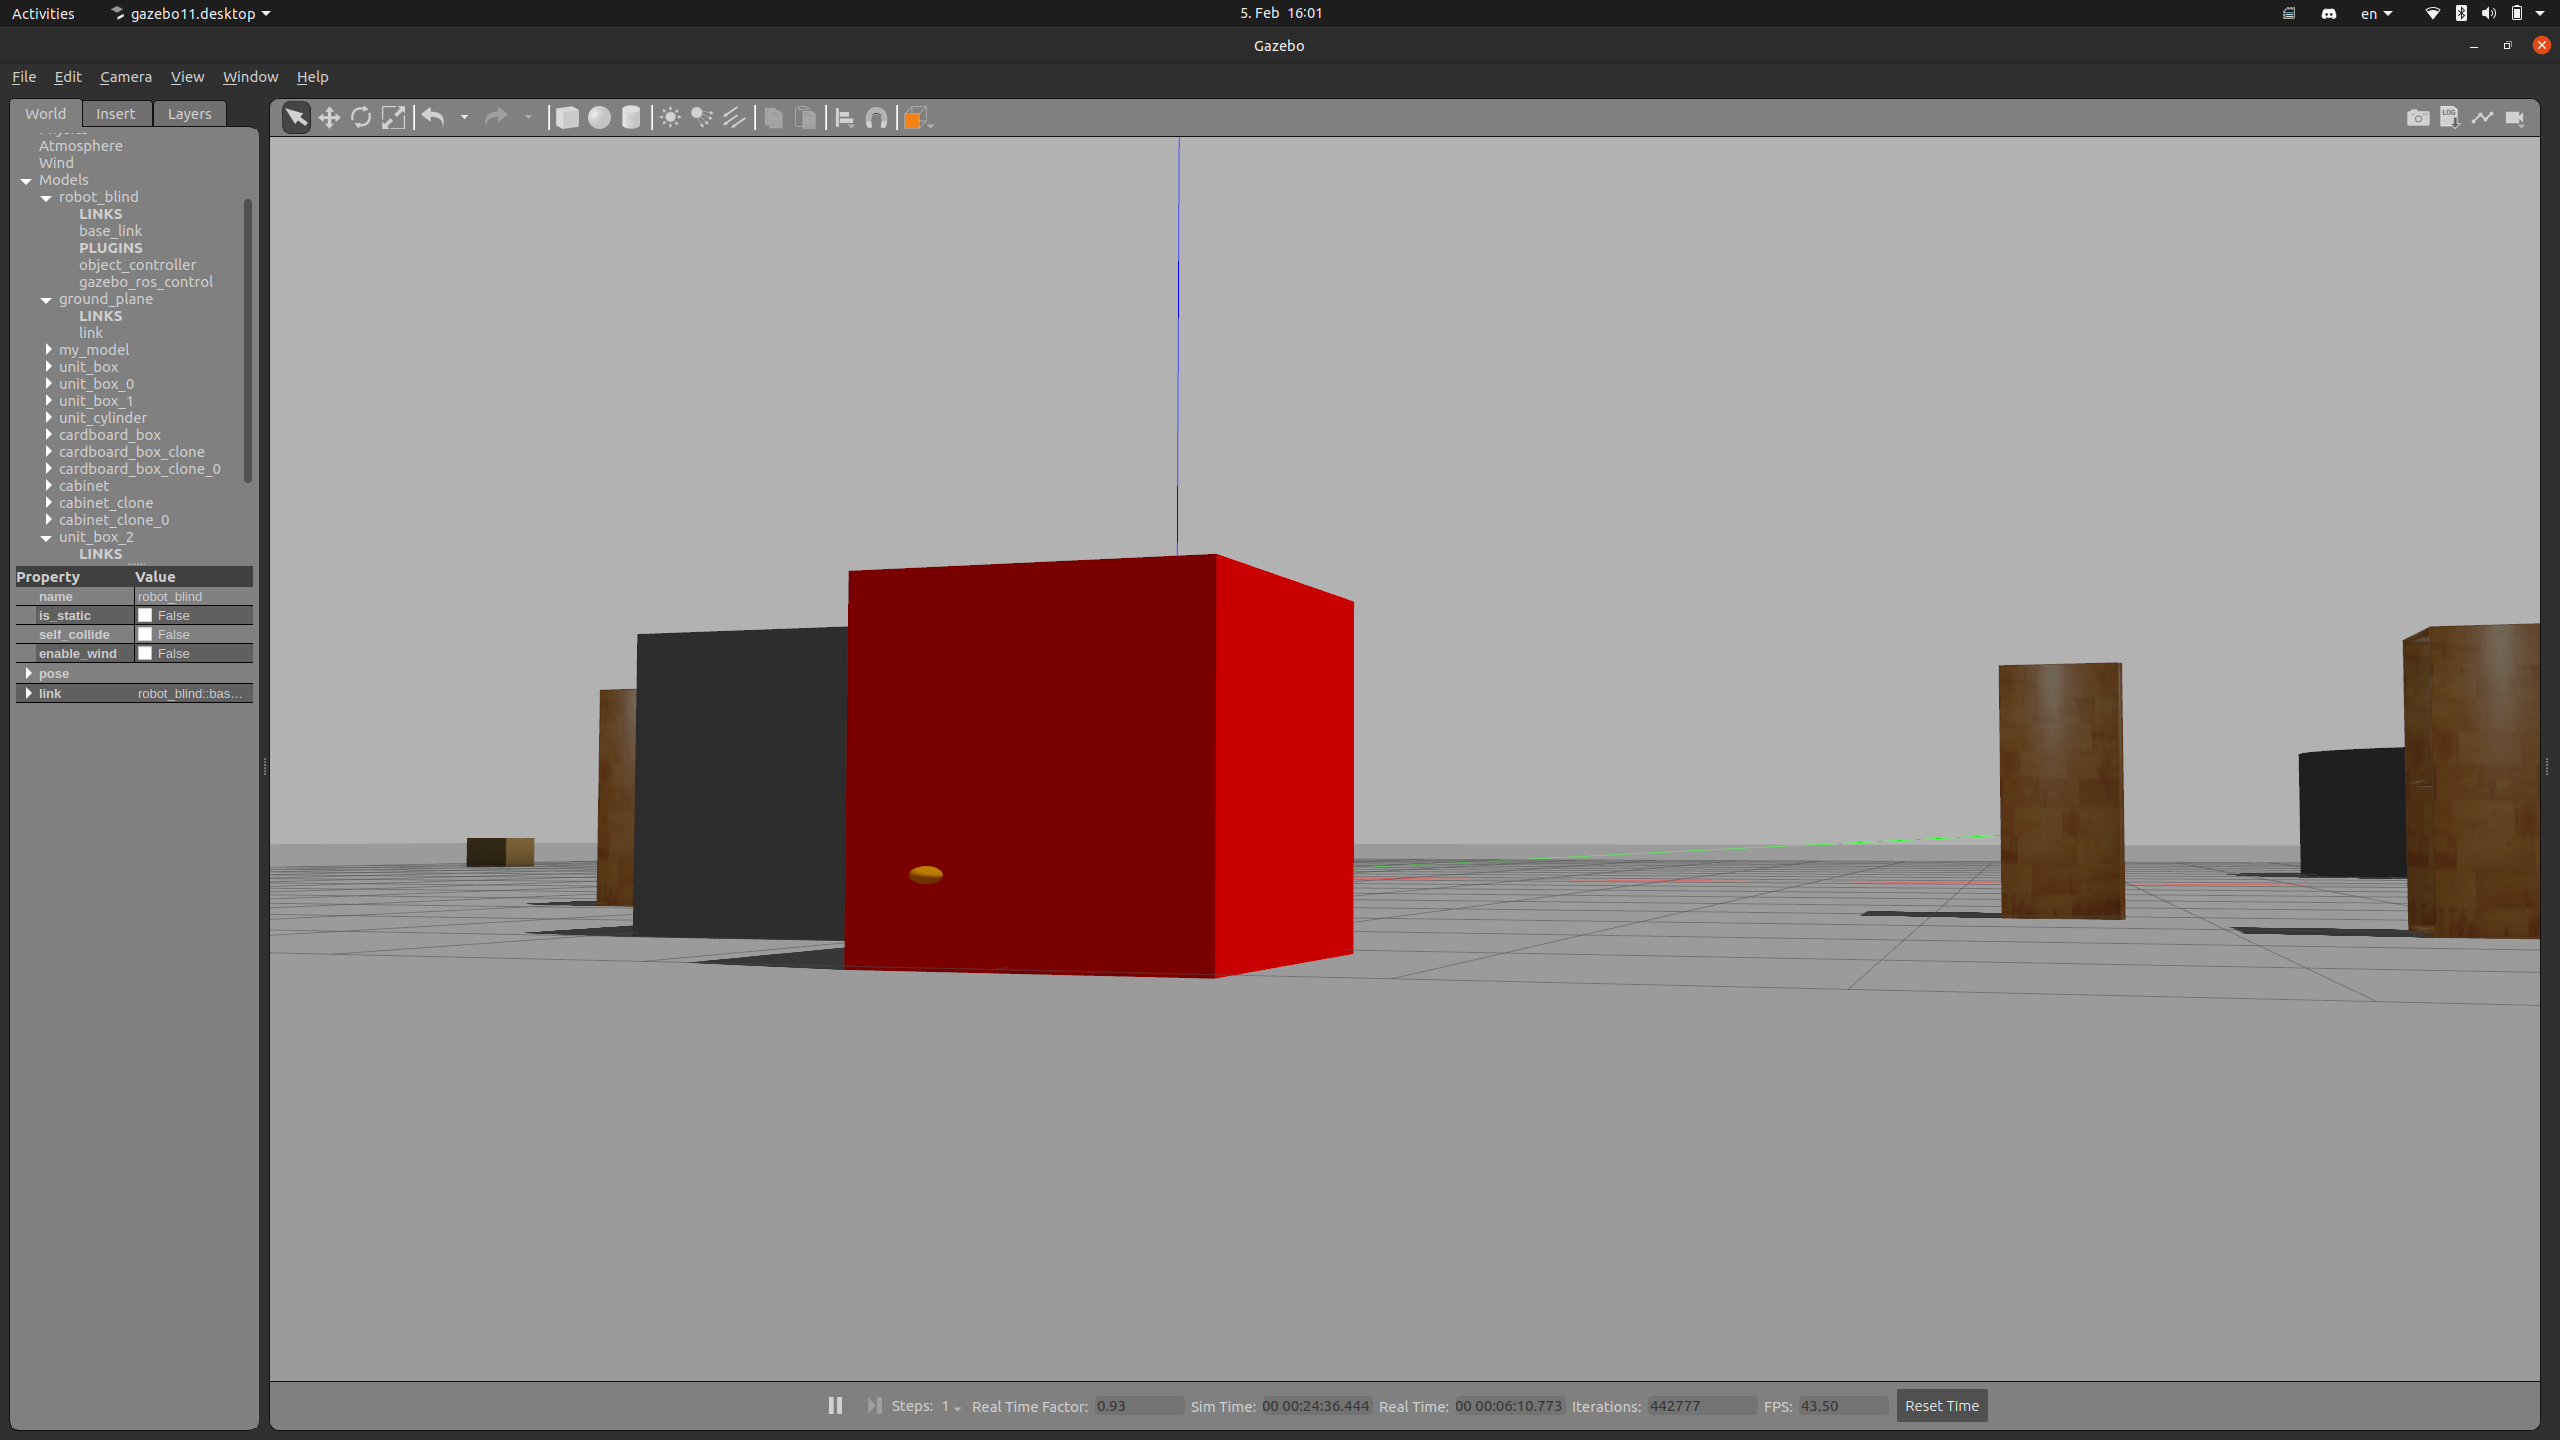 Activities gazebo11.desktop 5. Feb 16:01 en
Gazebo
File Edit Camera View Window Help
World Insert Layers
LOG
Atmosphere
Wind
Models
robot_blind
LINKS
base_link
PLUGINS
object_controller
gazebo_ros_control
ground_plane
LINKS
link
my_model
unit_box
unit_box_0
unit_box_1
unit_cylinder
cardboard_box
cardboard_box_clone
cardboard_box_clone_0
cabinet
cabinet_clone
cabinet_clone_0
unit_box_2
LINKS
Property Value
name robot_blind
is_static False
self_collide False
enable_wind False
pose
link robot_blind::bas...
Steps: 1 Real Time Factor: 0.93 Sim Time: 00 00:24:36.444 Real Time: 00 00:06:10.773 Iterations: 442777 FPS: 43.50 Reset Time